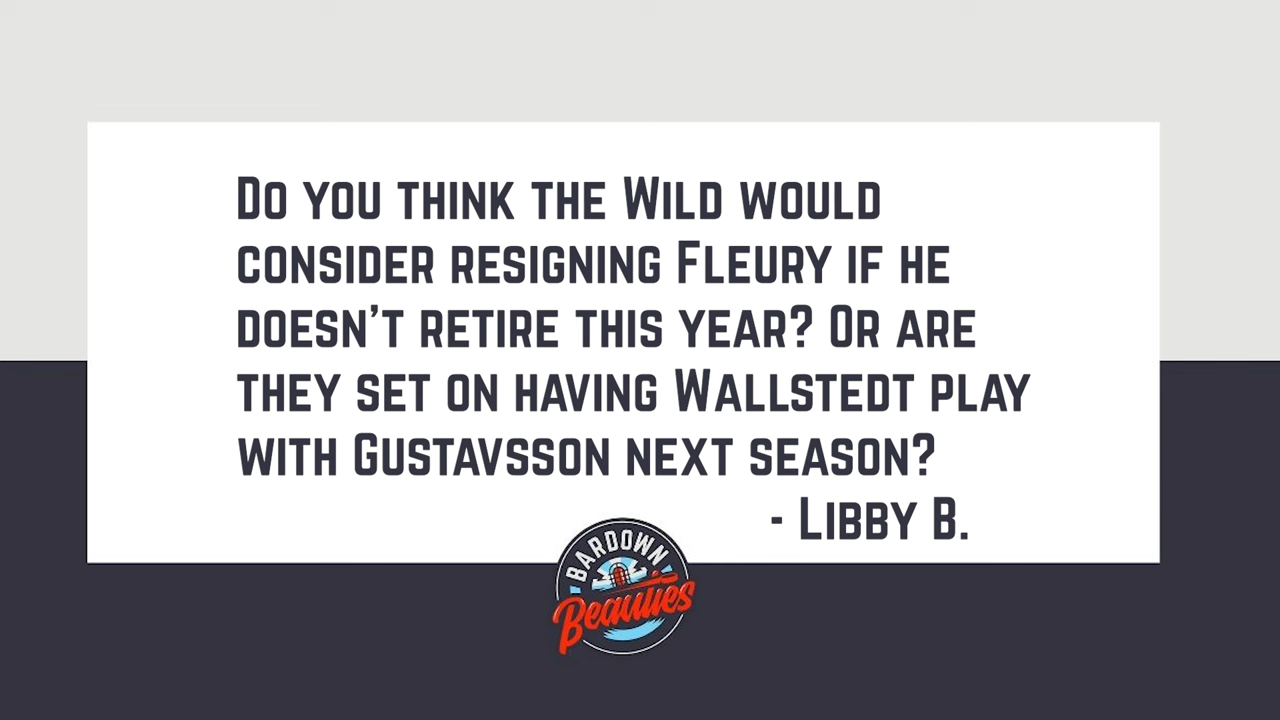 Do you think the Wild would
consider resigning Fleury if he
doesn't retire this year? Or are
they set on having Wallstedt play
with Gustavsson next season?
- Libby B.
BARDOWN
Beauties